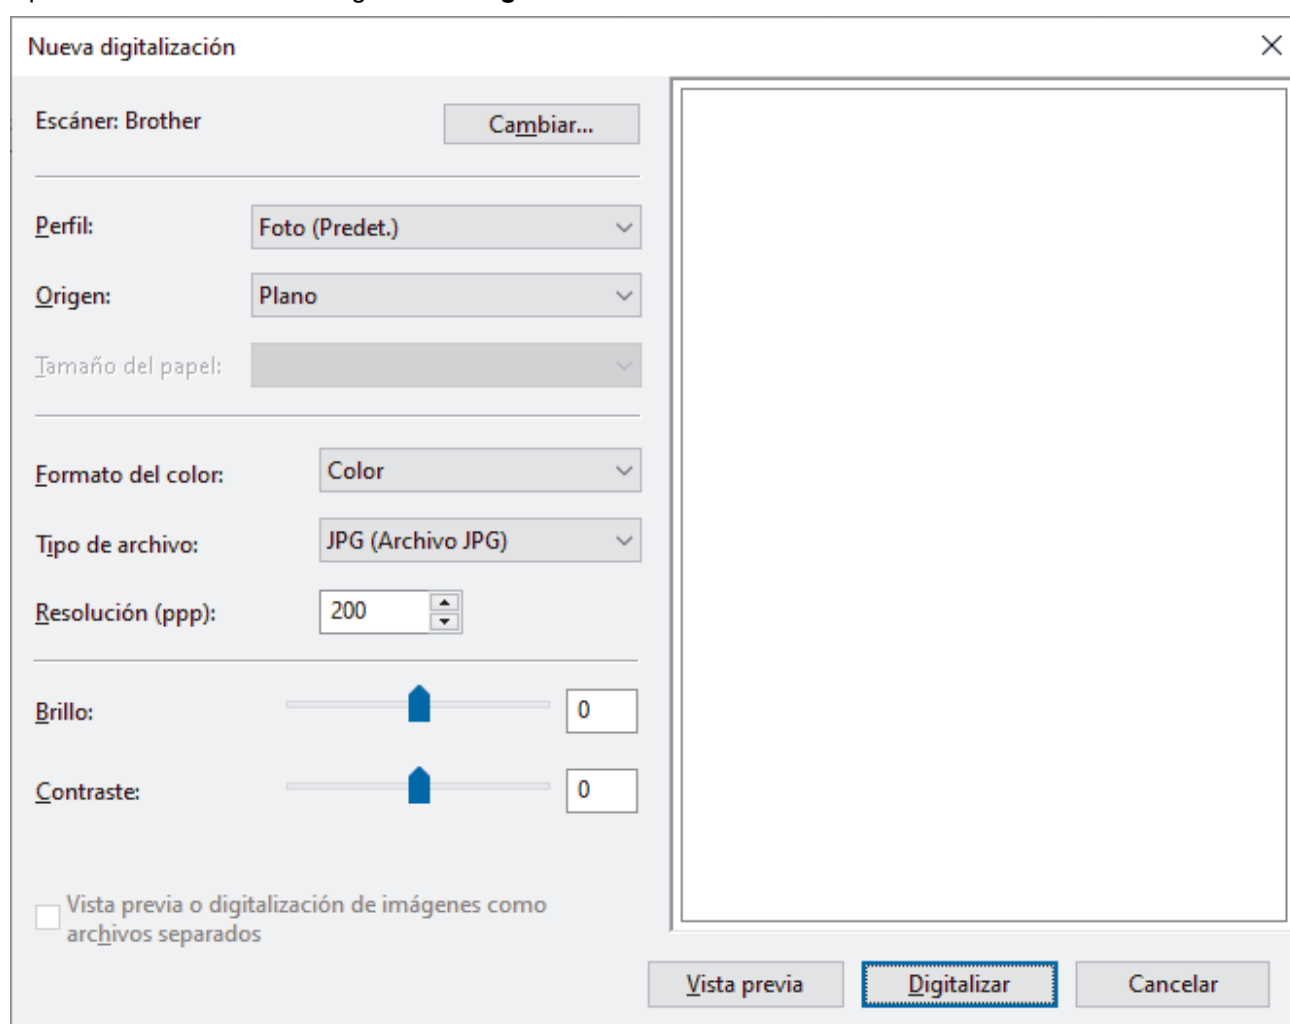 Nueva digitalización
Escáner: Brother
Cambiar...
Perfil:
Foto (Predet.)
Origen:
Plano
Tamaño del papel:
Formato del color:
Color
Tipo de archivo:
JPG (Archivo JPG)
Resolución (ppp):
200
Brillo:
0
Contraste:
0
Vista previa o digitalización de imágenes como
archivos separados
Vista previa
Digitalizar
Cancelar